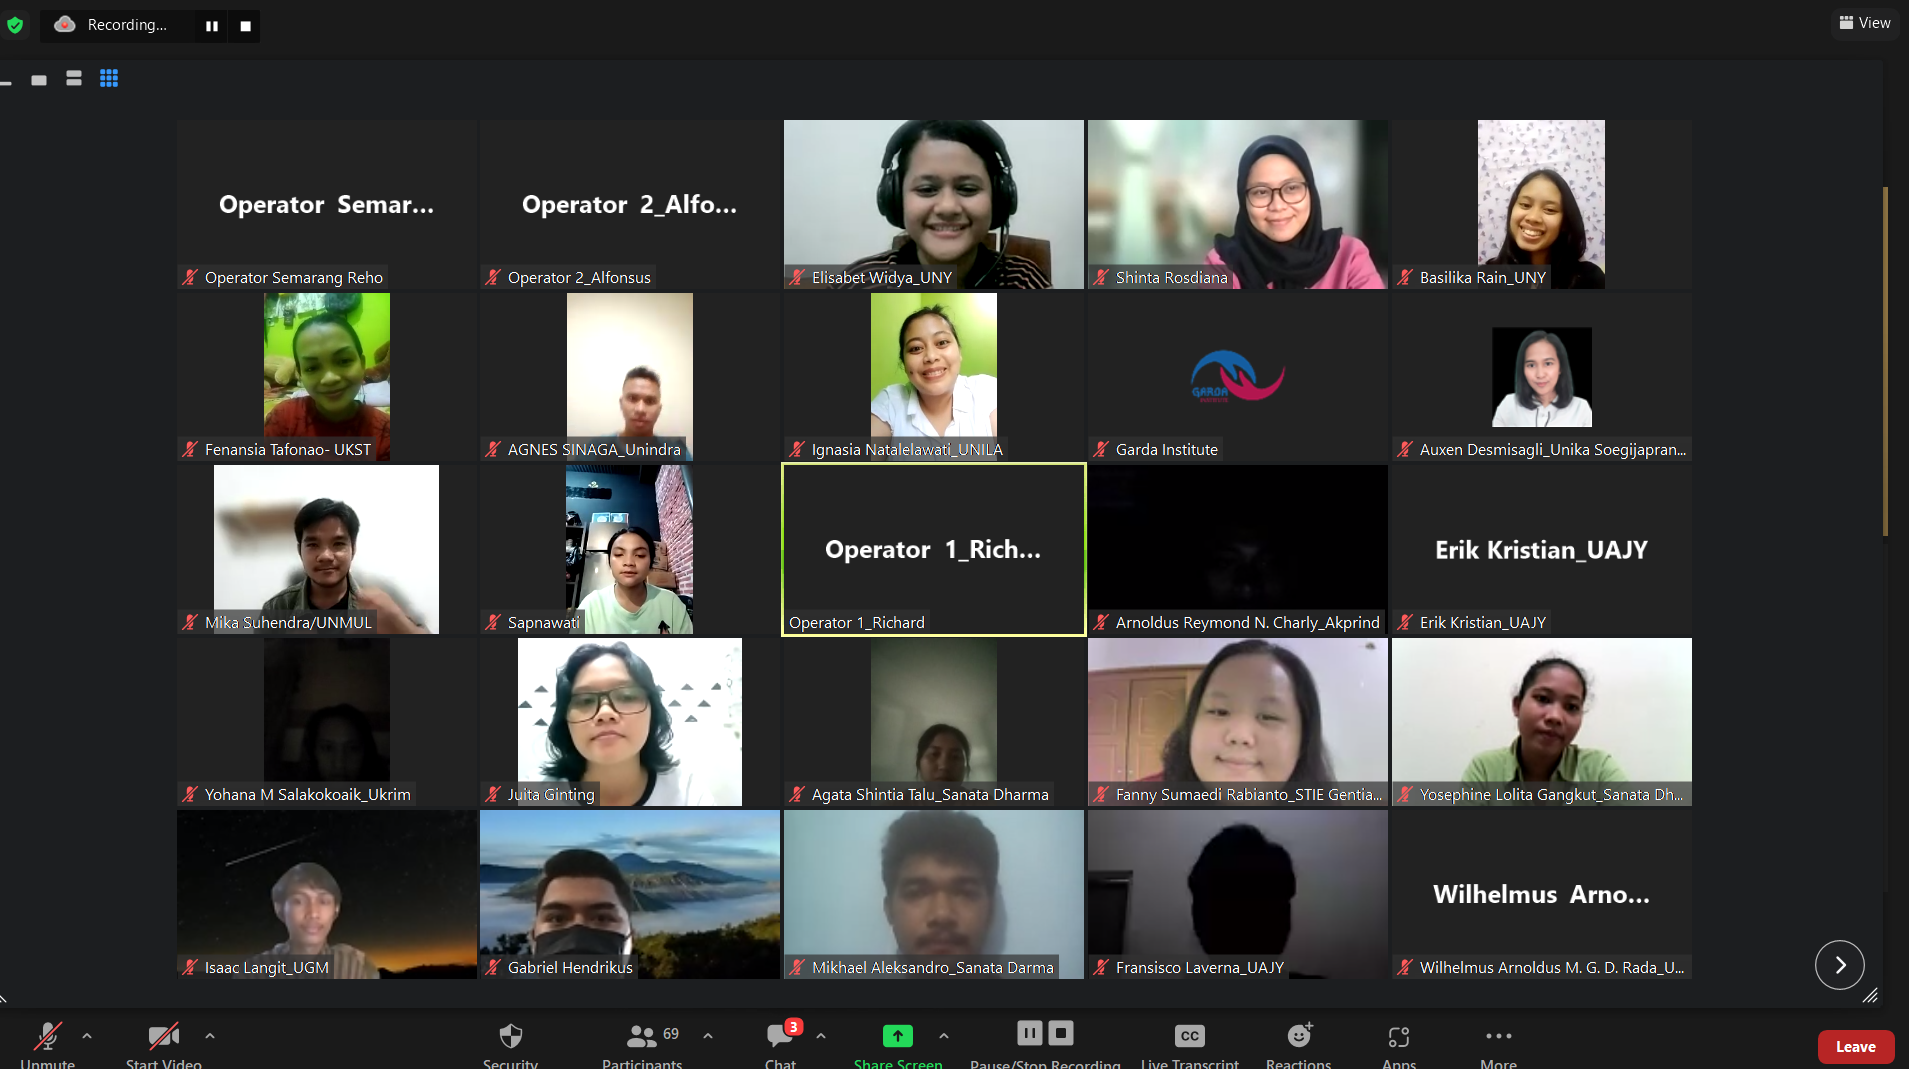 Recording...
View
Operator Semar...
Operator Semarang Reho
Operator 2_Alfo...
Operator 2_Alfonsus
Elisabet Widya_UNY
Shinta Rosdiana
Basilika Rain_UNY
Fenansia Tafonao- UKST
AGNES SINAGA_Unindra
Ignasia Natalelawati_UNILA
GARDA
Garda Institute
Auxen Desmisagli_Unika Soegijapran...
Mika Suhendra/UNMUL
Sapnawati
Operator 1_Rich...
Operator 1_Richard
Arnoldus Reymond N. Charly_Akprind
Erik Kristian_UAJY
Erik Kristian_UAJY
Yohana M Salakokoaik_Ukrim
Juita Ginting
Agata Shintia Talu_Sanata Dharma
Fanny Sumaedi Rabianto_STIE Gentia...
Yosephine Lolita Gangkut_Sanata Dh...
Isaac Langit_UGM
Gabriel Hendrikus
Mikhael Aleksandro_Sanata Darma
Fransisco Laverna_UAJY
Wilhelmus Arno...
Wilhelmus Arnoldus M. G. D. Rada_U...
Unmute
Start Video
Security
69
Participants
3
Chat
Share Screen
Pause/Stop Recording
CC
Live Transcript
Reactions
Apps
More
Leave